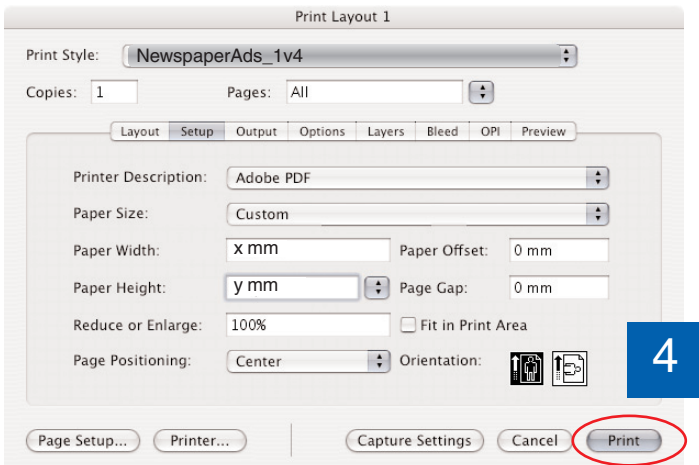 Print Layout 1
Print Style: NewspaperAds_1v4
Copies: 1 Pages: All
Layout Setup Output Options Layers Bleed OPI Preview
Printer Description: Adobe PDF
Paper Size: Custom
Paper Width: x mm Paper Offset: 0 mm
Paper Height: y mm Page Gap: 0 mm
Reduce or Enlarge: 100% Fit in Print Area
Page Positioning: Center Orientation:
4
Page Setup... Printer... Capture Settings Cancel Print